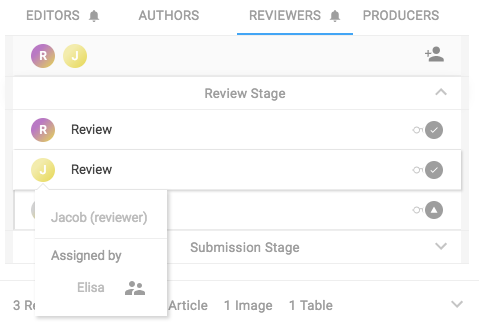 EDITORS AUTHORS REVIEWERS PRODUCERS
R J
Review Stage
R Review
J Review
Jacob (reviewer)
Assigned by
Elisa
Submission Stage
3 Article 1 Image 1 Table